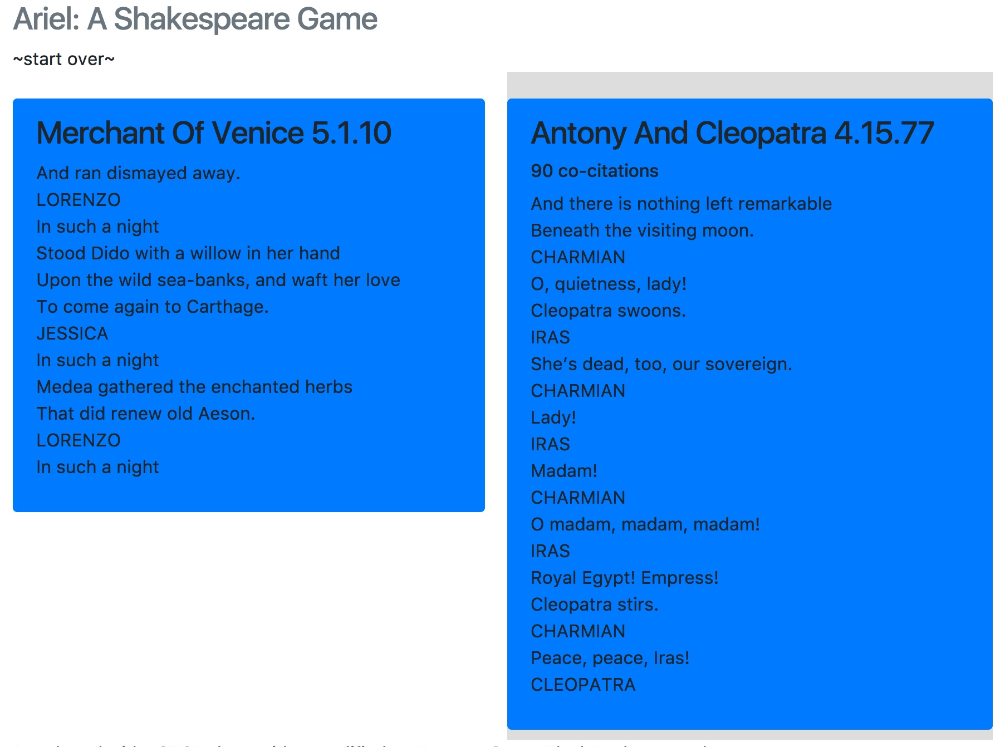 Ariel: A Shakespeare Game
~start over~
Merchant Of Venice 5.1.10
And ran dismayed away.
LORENZO
In such a night
Stood Dido with a willow in her hand
Upon the wild sea-banks, and waft her love
To come again to Carthage.
JESSICA
In such a night
Medea gathered the enchanted herbs
That did renew old Aeson.
LORENZO
In such a night
Antony And Cleopatra 4.15.77
90 co-citations
And there is nothing left remarkable
Beneath the visiting moon.
CHARMIAN
O, quietness, lady!
Cleopatra swoons.
IRAS
She’s dead, too, our sovereign.
CHARMIAN
Lady!
IRAS
Madam!
CHARMIAN
O madam, madam, madam!
IRAS
Royal Egypt! Empress!
Cleopatra stirs.
CHARMIAN
Peace, peace, Iras!
CLEOPATRA